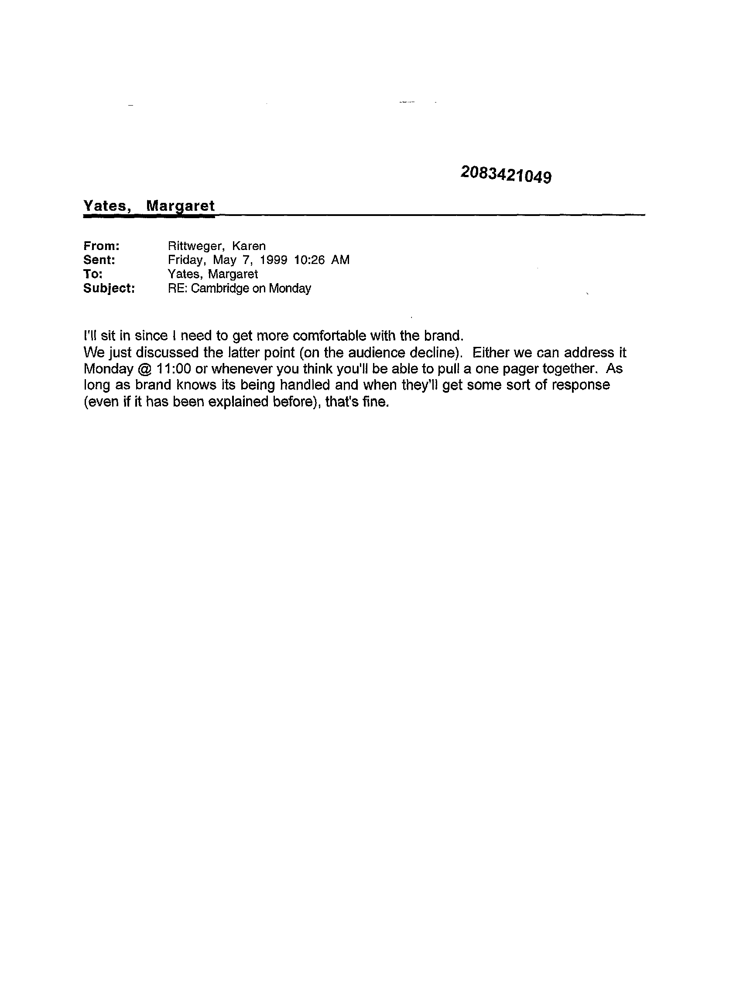 2083421049
Yates, Margaret
From: Rittweger, Karen
Sent: Friday, May 7, 1999 10:26 AM
To: Yates, Margaret
Subject: RE: Cambridge on Monday
I'll sit in since I need to get more comfortable with the brand.
We just discussed the latter point (on the audience decline). Either we can address it
Monday @ 11:00 or whenever you think you'll be able to pull a one pager together. As
long as brand knows its being handled and when they'll get some sort of response
(even if it has been explained before), that's fine.